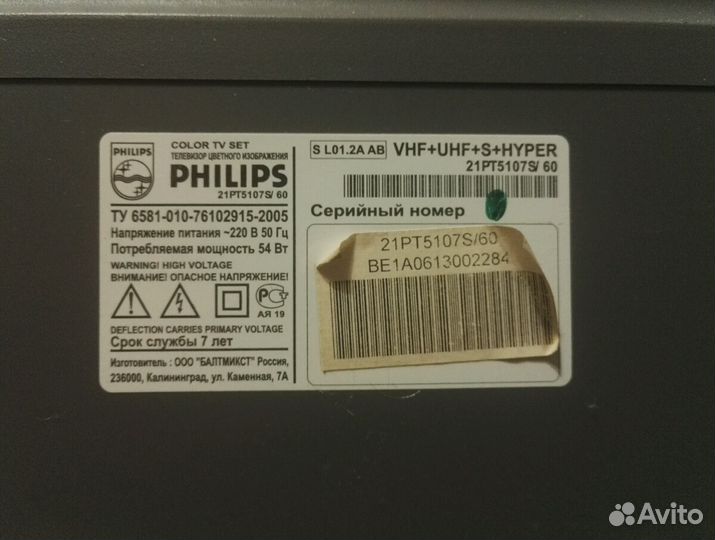 PHILIPS
COLOR TV SET
ТЕЛЕВИЗОР ЦВЕТНОГО ИЗОБРАЖЕНИЯ
PHILIPS
21PT5107S/ 60
ТУ 6581-010-76102915-2005
Напряжение питания ~220 В 50 Гц
Потребляемая мощность 54 Вт
WARNING! HIGH VOLTAGE
ВНИМАНИЕ! ОПАСНОЕ НАПРЯЖЕНИЕ!
АЯ 19
DEFLECTION CARRIES PRIMARY VOLTAGE
Срок службы 7 лет
Изготовитель : ООО "БАЛТМИКСТ" Россия,
236000, Калининград, ул. Каменная, 7А
S L01.2A AB VHF+UHF+S+HYPER
21PT5107S/ 60
Серийный номер
21PT5107S/60
BE1A0613002284
Avito